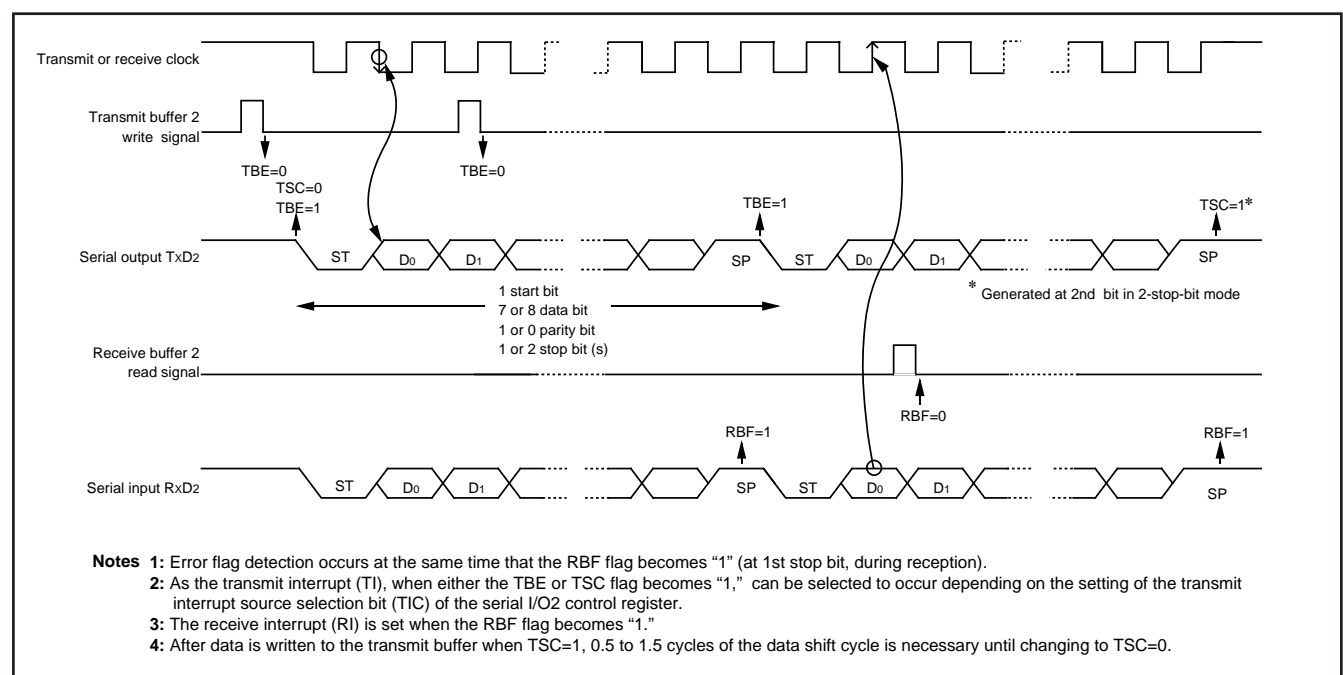 Transmit or receive clock
Transmit buffer 2
write signal
TBE=0
TBE=0
TSC=0
TBE=1
TBE=1
TSC=1*
Serial output TxD2
ST
D0
D1
SP
ST
D0
D1
SP
* Generated at 2nd bit in 2-stop-bit mode
1 start bit
7 or 8 data bit
1 or 0 parity bit
1 or 2 stop bit (s)
Receive buffer 2
read signal
RBF=0
RBF=1
RBF=1
Serial input RxD2
ST
D0
D1
SP
ST
D0
D1
SP
Notes 1: Error flag detection occurs at the same time that the RBF flag becomes “1” (at 1st stop bit, during reception).
2: As the transmit interrupt (TI), when either the TBE or TSC flag becomes “1,” can be selected to occur depending on the setting of the transmit
interrupt source selection bit (TIC) of the serial I/O2 control register.
3: The receive interrupt (RI) is set when the RBF flag becomes “1.”
4: After data is written to the transmit buffer when TSC=1, 0.5 to 1.5 cycles of the data shift cycle is necessary until changing to TSC=0.